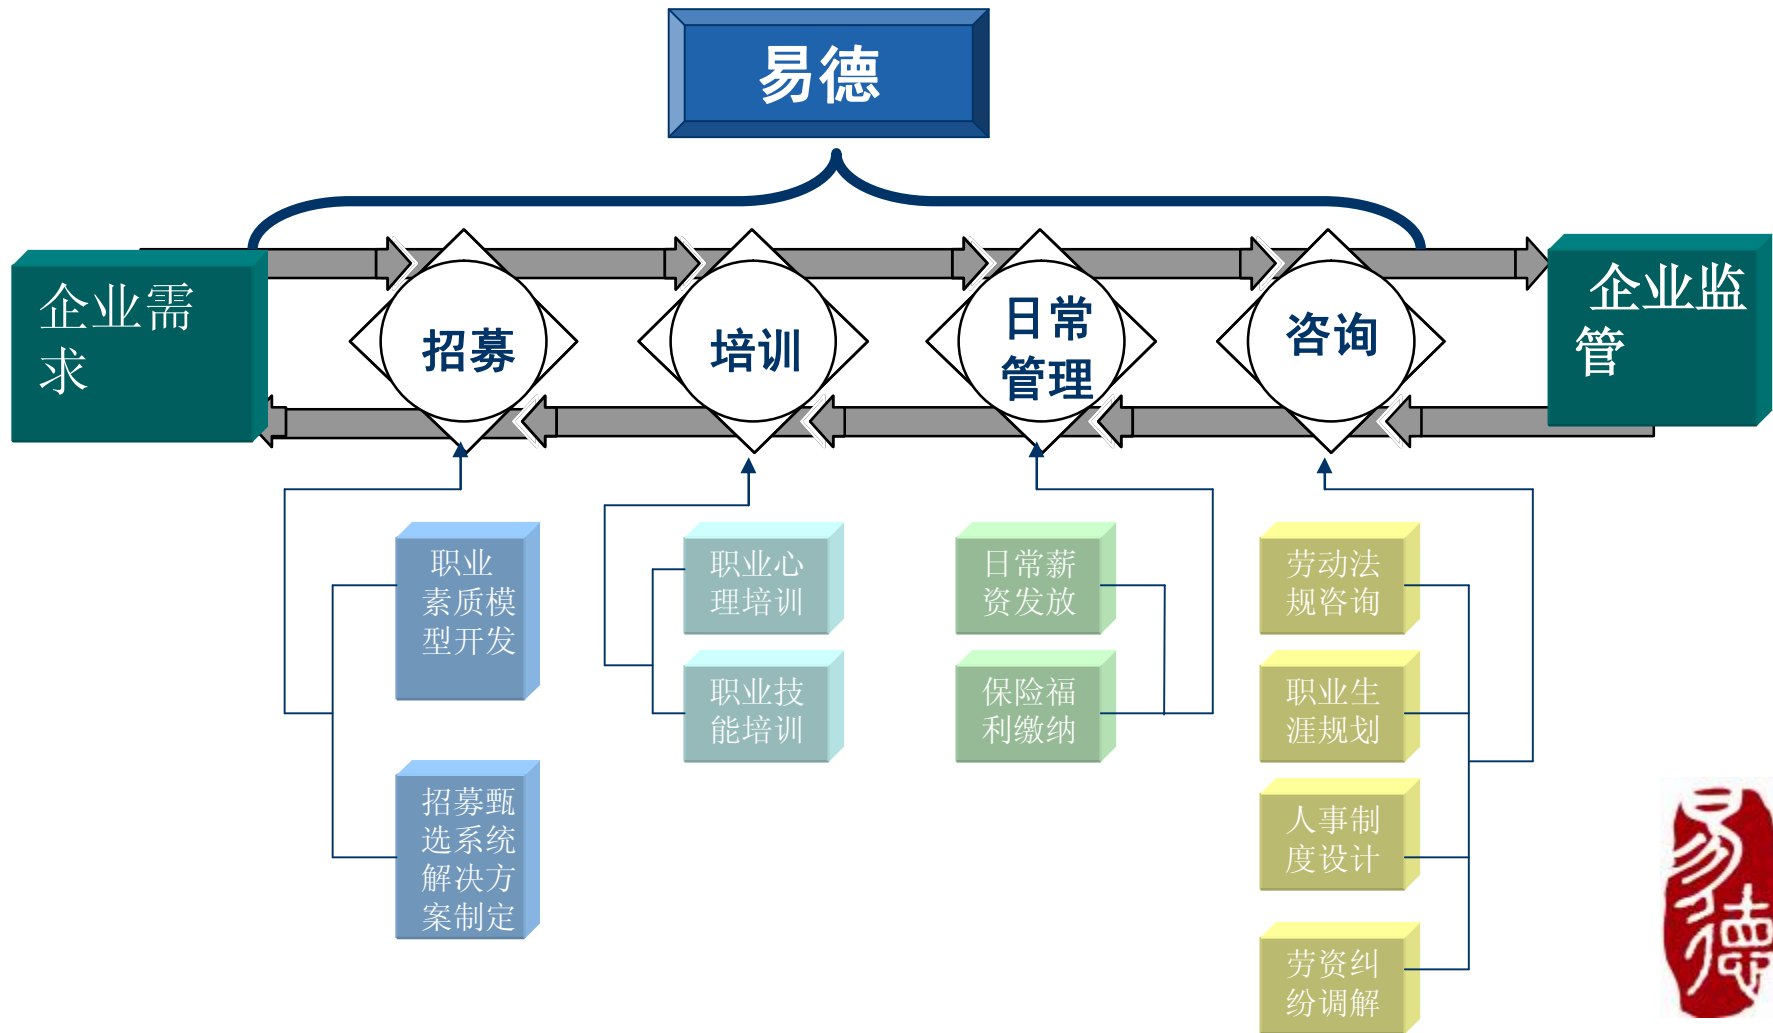 易德
企业需
求
招募
培训
日常
管理
咨询
企业监
管
职业
素质模
型开发
招募甄
选系统
解决方
案制定
职业心
理培训
职业技
能培训
日常薪
资发放
保险福
利缴纳
劳动法
规咨询
职业生
涯规划
人事制
度设计
劳资纠
纷调解
易
德